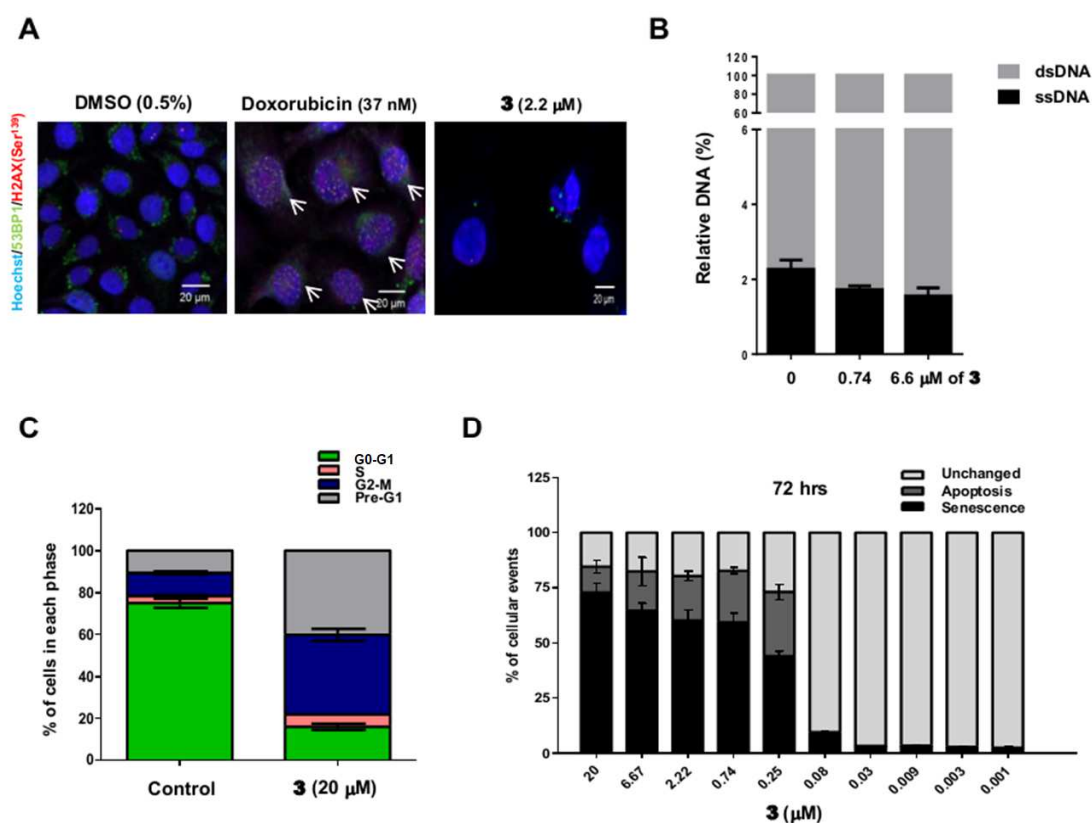 A
DMSO (0.5%)
Doxorubicin (37 nM)
3 (2.2 µM)
Hoechst/53BP1/H2AX(Ser¹³⁹)
20 µm
20 µm
20 µm
B
dsDNA
ssDNA
Relative DNA (%)
120
100
80
60
6
4
2
0
0
0.74
6.6 µM of 3
C
G0-G1
S
G2-M
Pre-G1
% of cells in each phase
120
100
80
60
40
20
0
Control
3 (20 µM)
D
72 hrs
Unchanged
Apoptosis
Senescence
% of cellular events
125
100
75
50
25
0
20
6.67
2.22
0.74
0.25
0.08
0.03
0.009
0.003
0.001
3 (µM)